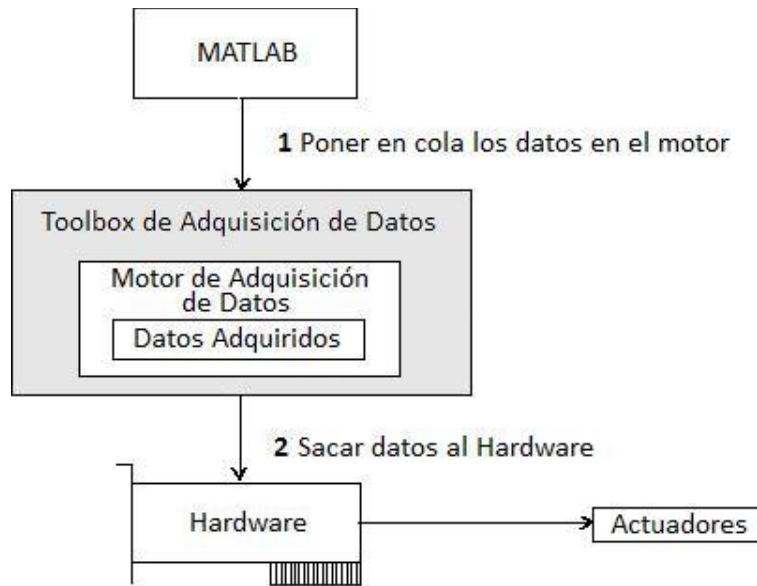 MATLAB
1 Poner en cola los datos en el motor
Toolbox de Adquisición de Datos
Motor de Adquisición
de Datos
Datos Adquiridos
2 Sacar datos al Hardware
Hardware
Actuadores